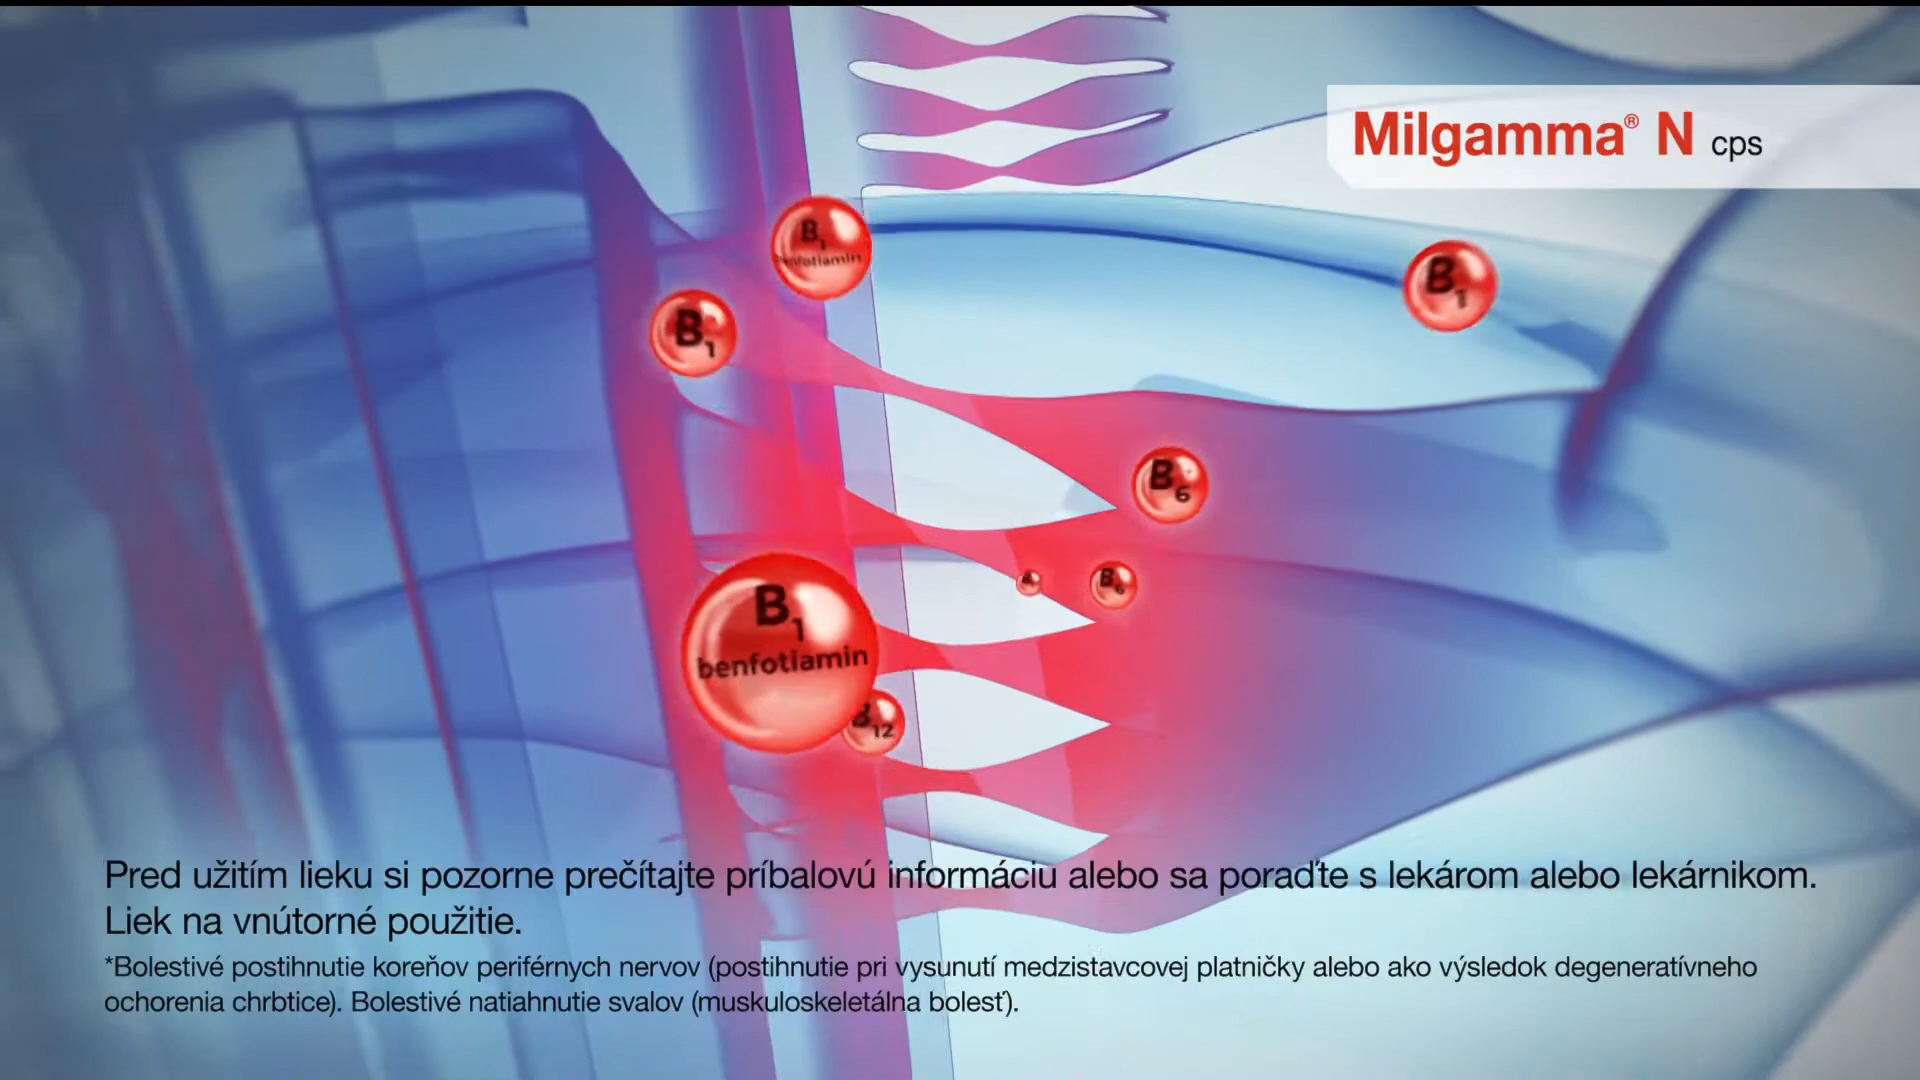 Milgamma® N cps
B1
benfotiamin
B1
B1
B6
B6
B1
benfotiamin
B12
Pred užitím lieku si pozorne prečítajte príbalovú informáciu alebo sa poraďte s lekárom alebo lekárnikom.
Liek na vnútorné použitie.
*Bolestivé postihnutie koreňov periférnych nervov (postihnutie pri vysunutí medzistavcovej platničky alebo ako výsledok degeneratívneho
ochorenia chrbtice). Bolestivé natiahnutie svalov (muskuloskeletálna bolesť).